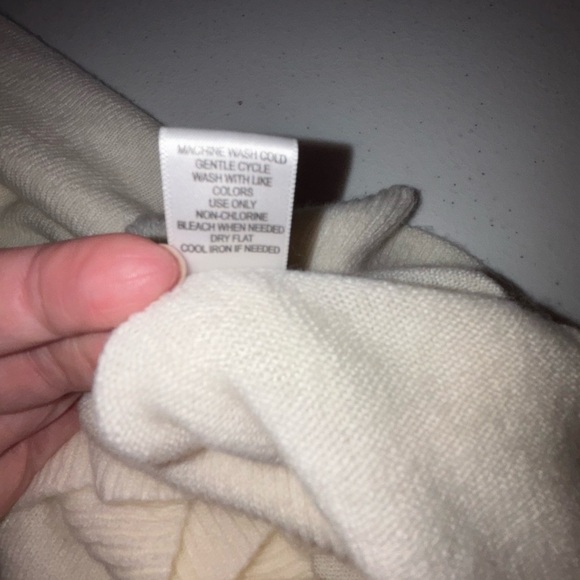 MACHINE WASH COLD
GENTLE CYCLE
WASH WITH LIKE
COLORS
USE ONLY
NON-CHLORINE
BLEACH WHEN NEEDED
DRY FLAT
COOL IRON IF NEEDED